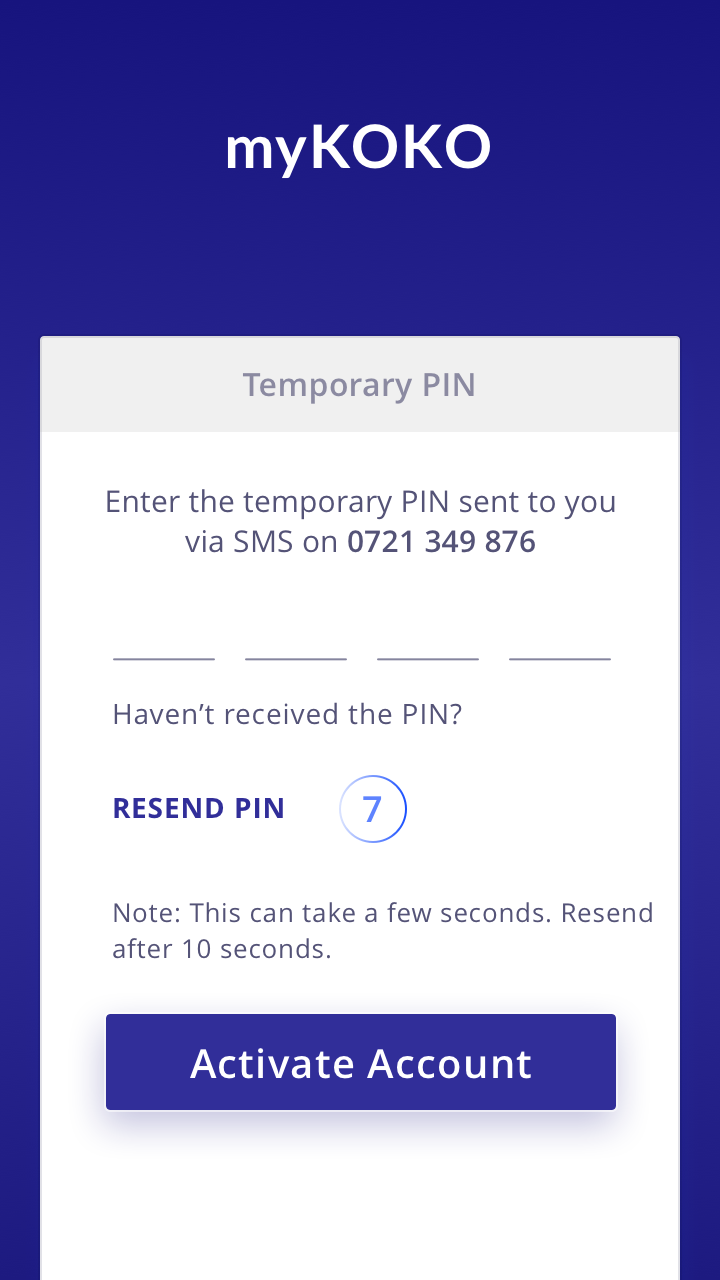 myKOKO
Temporary PIN
Enter the temporary PIN sent to you
via SMS on 0721 349 876
Haven’t received the PIN?
RESEND PIN 7
Note: This can take a few seconds. Resend
after 10 seconds.
Activate Account